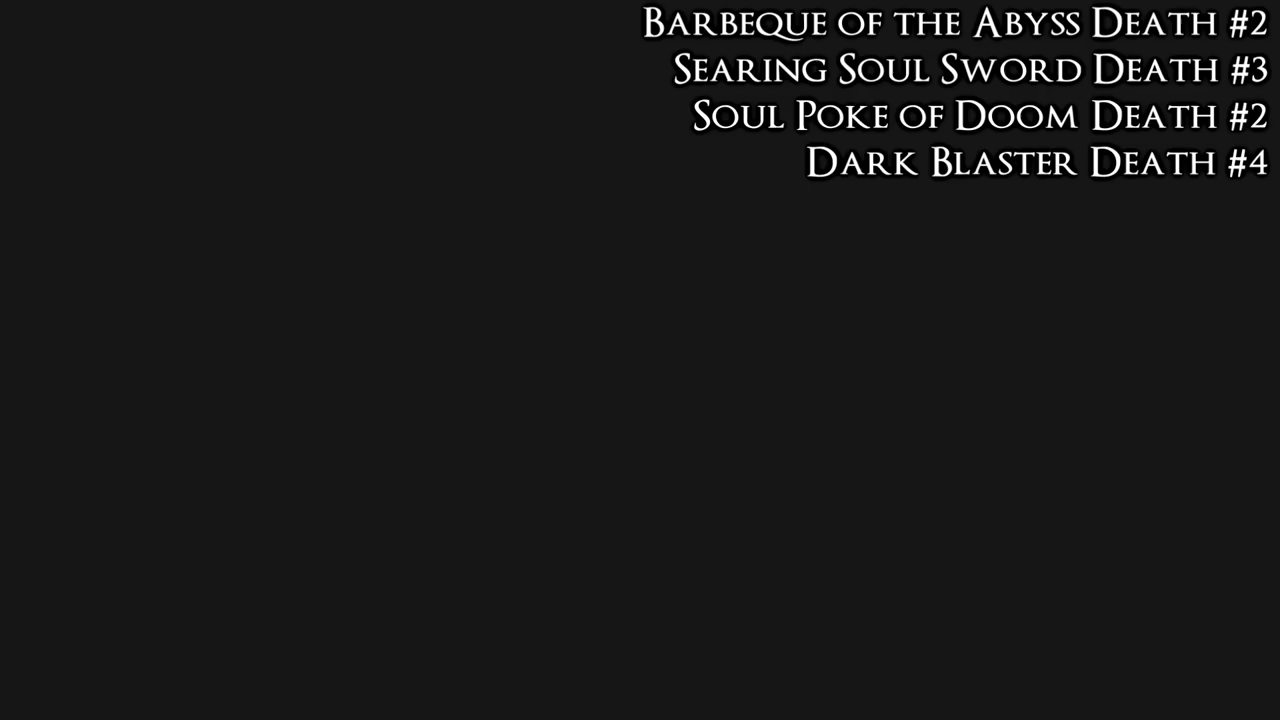 Barbeque of the Abyss Death #2
Searing Soul Sword Death #3
Soul Poke of Doom Death #2
Dark Blaster Death #4